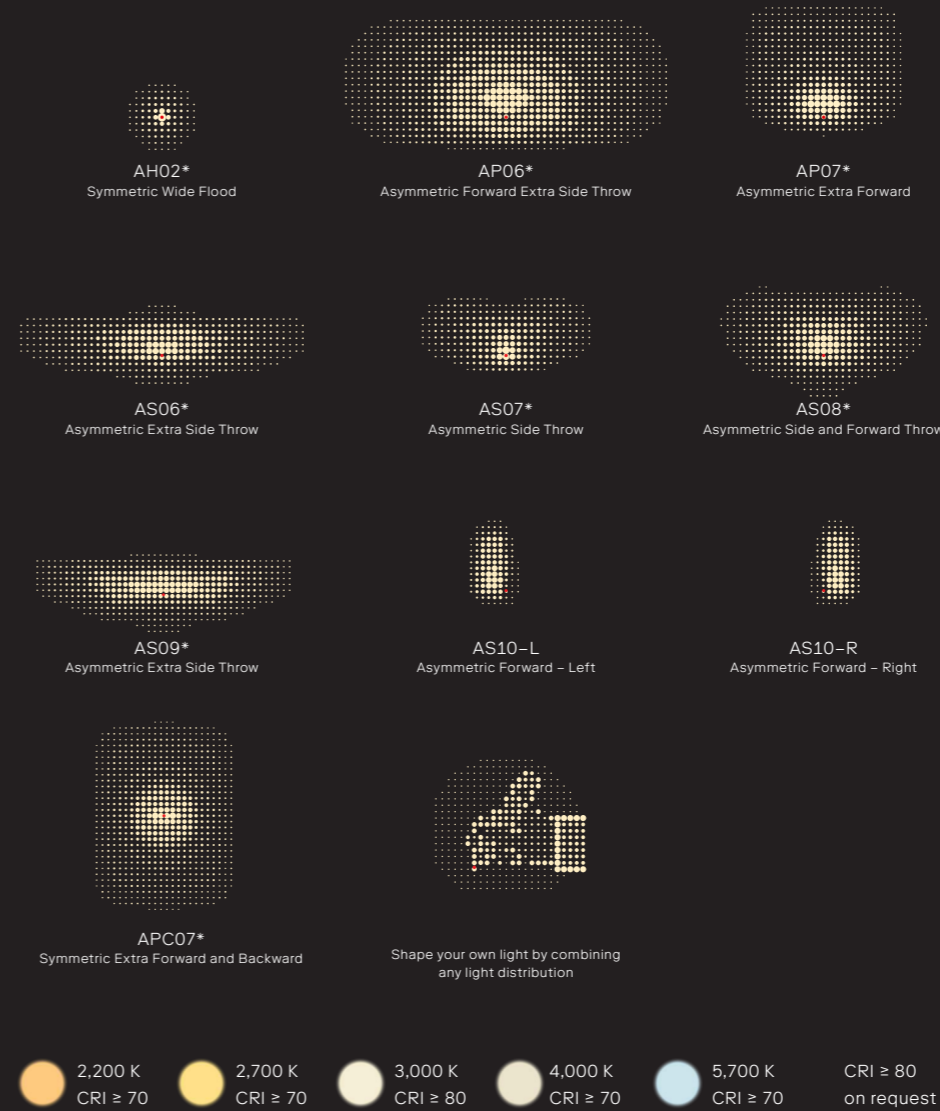 AH02*
Symmetric Wide Flood
AP06*
Asymmetric Forward Extra Side Throw
AP07*
Asymmetric Extra Forward
AS06*
Asymmetric Extra Side Throw
AS07*
Asymmetric Side Throw
AS08*
Asymmetric Side and Forward Throw
AS09*
Asymmetric Extra Side Throw
AS10–L
Asymmetric Forward – Left
AS10–R
Asymmetric Forward – Right
APC07*
Symmetric Extra Forward and Backward
Shape your own light by combining
any light distribution
2,200 K
CRI ≥ 70
2,700 K
CRI ≥ 70
3,000 K
CRI ≥ 80
4,000 K
CRI ≥ 70
5,700 K
CRI ≥ 70
CRI ≥ 80
on request